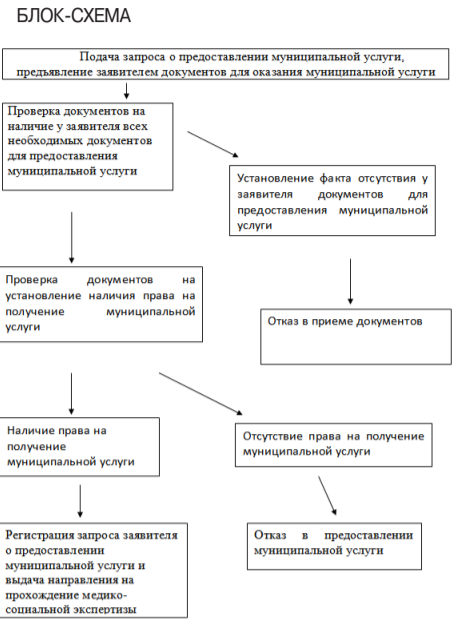 БЛОК-СХЕМА
Подача запроса о предоставлении муниципальной услуги,
предъявление заявителем документов для оказания муниципальной услуги
Проверка документов на
наличие у заявителя всех
необходимых документов
для предоставления
муниципальной услуги
Установление факта отсутствия у
заявителя документов для
предоставления муниципальной
услуги
Проверка документов на
установление наличия права на
получение муниципальной
услуги
Отказ в приеме документов
Наличие права на
получение
муниципальной услуги
Отсутствие права на получение
муниципальной услуги
Регистрация запроса заявителя
о предоставлении
муниципальной услуги и
выдача направления на
прохождение медико-
социальной экспертизы
Отказ в предоставлении
муниципальной услуги